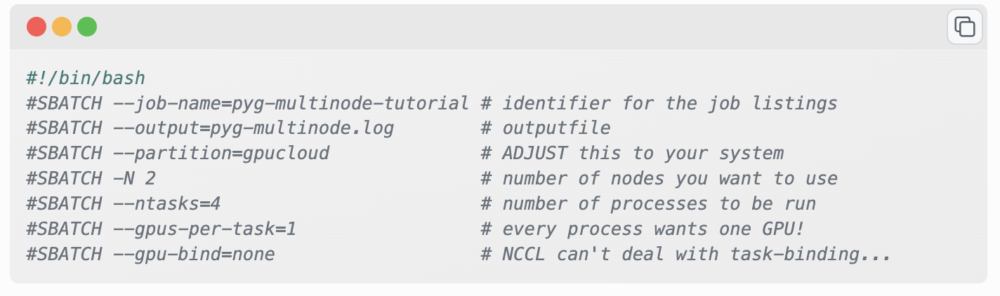 #!/bin/bash
#SBATCH --job-name=pyg-multinode-tutorial # identifier for the job listings
#SBATCH --output=pyg-multinode.log        # outputfile
#SBATCH --partition=gpucloud              # ADJUST this to your system
#SBATCH -N 2                              # number of nodes you want to use
#SBATCH --ntasks=4                        # number of processes to be run
#SBATCH --gpus-per-task=1                 # every process wants one GPU!
#SBATCH --gpu-bind=none                   # NCCL can't deal with task-binding...